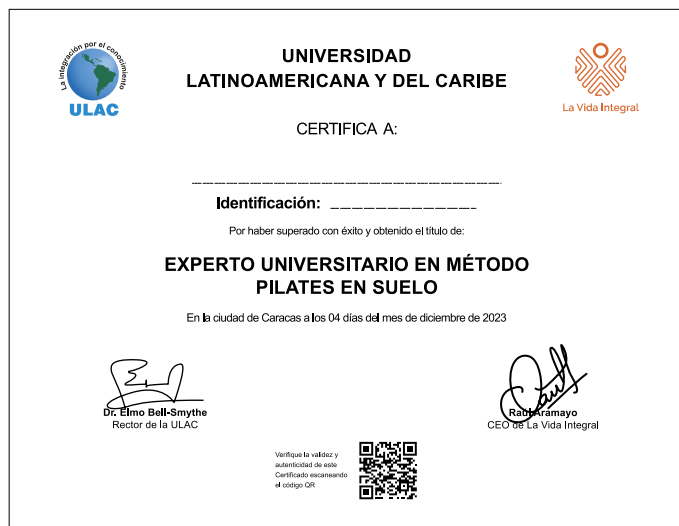 La integración por el conocimiento
ULAC
UNIVERSIDAD
LATINOAMERICANA Y DEL CARIBE
La Vida Integral
CERTIFICA A:
Identificación:
Por haber superado con éxito y obtenido el título de:
EXPERTO UNIVERSITARIO EN MÉTODO
PILATES EN SUELO
En la ciudad de Caracas a los 04 días del mes de diciembre de 2023
Dr. Elmo Bell-Smythe
Rector de la ULAC
Raúl Aramayo
CEO de La Vida Integral
Verifique la validez y
autenticidad de este
Certificado escaneando
el código QR